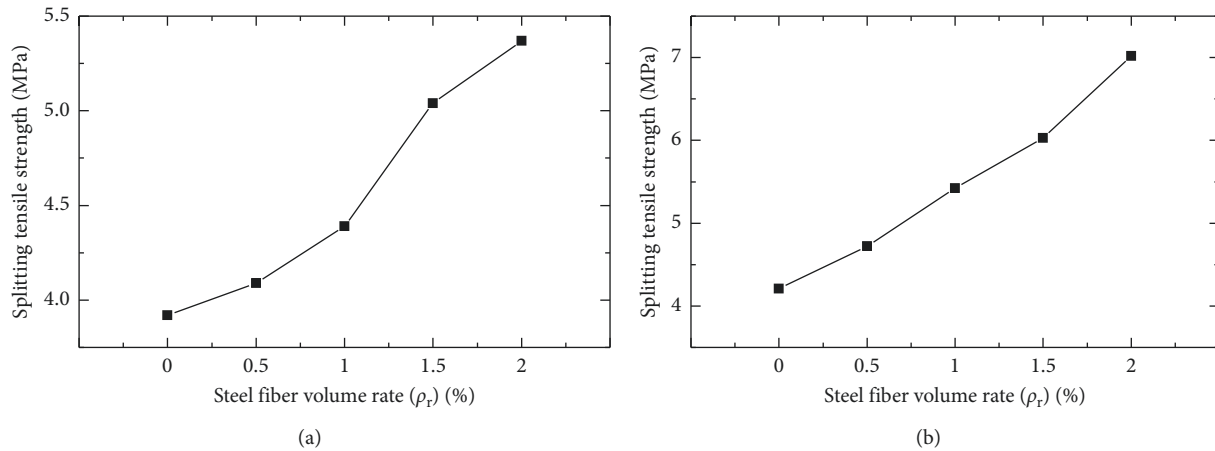 5.5
5.0
4.5
4.0
Splitting tensile strength (MPa)
0 0.5 1 1.5 2
Steel fiber volume rate (ρr) (%)
(a)
7
6
5
4
Splitting tensile strength (MPa)
0 0.5 1 1.5 2
Steel fiber volume rate (ρr) (%)
(b)